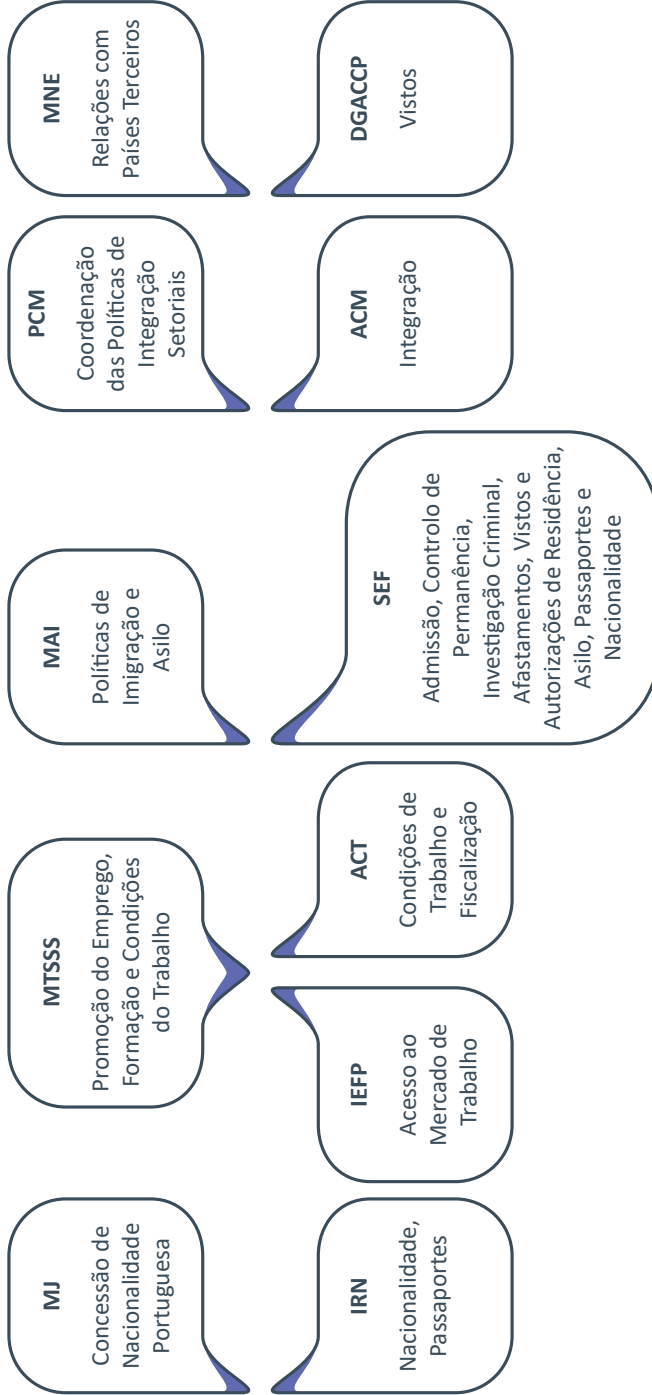 MJ
Concessão de
Nacionalidade
Portuguesa
MTSSS
Promoção do Emprego,
Formação e Condições
do Trabalho
MAI
Políticas de
Imigração e
Asilo
PCM
Coordenação
das Políticas de
Integração
Setoriais
MNE
Relações com
Países Terceiros
IRN
Nacionalidade,
Passaportes
IEFP
Acesso ao
Mercado de
Trabalho
ACT
Condições de
Trabalho e
Fiscalização
SEF
Admissão, Controlo de
Permanência,
Investigação Criminal,
Afastamentos, Vistos e
Autorizações de Residência,
Asilo, Passaportes e
Nacionalidade
ACM
Integração
DGACCP
Vistos